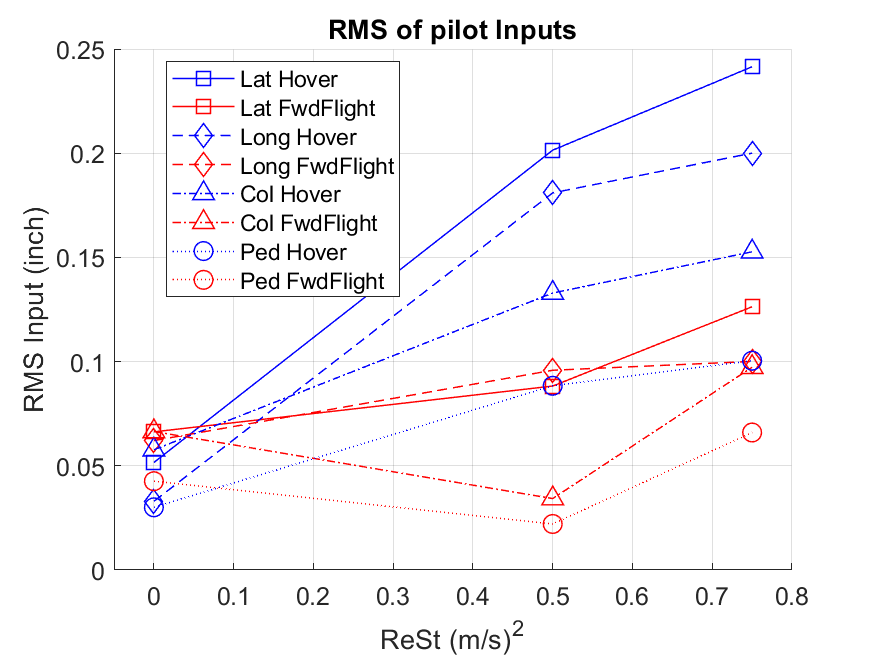 RMS of pilot Inputs
0.25
0.2
0.15
0.1
0.05
0
RMS Input (inch)
Lat Hover
Lat FwdFlight
Long Hover
Long FwdFlight
Col Hover
Col FwdFlight
Ped Hover
Ped FwdFlight
0 0.1 0.2 0.3 0.4 0.5 0.6 0.7 0.8
ReSt (m/s)²